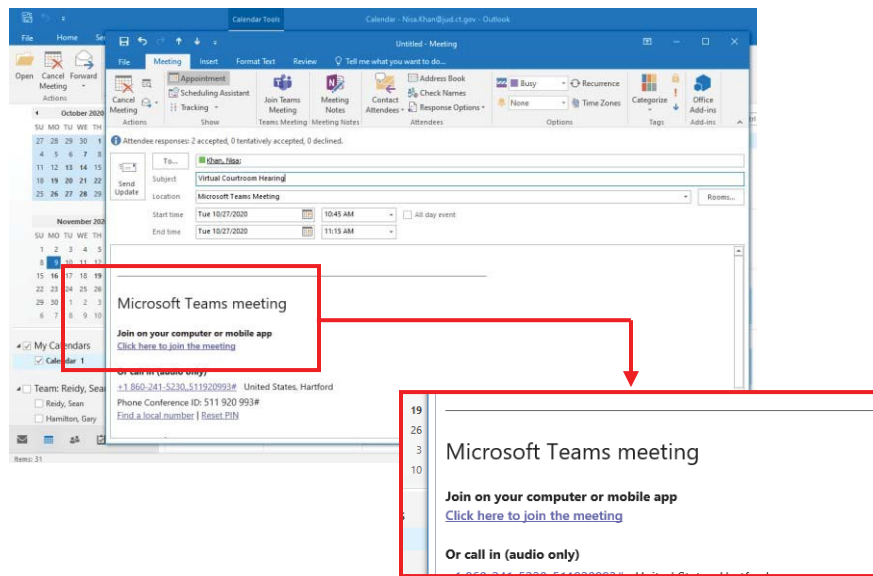 Calendar Tools
Calendar - Nisa.Khan@jud.ct.gov - Outlook
File Home
Open Cancel Meeting Forward
Actions
Untitled - Meeting
File Meeting Insert Format Text Review Tell me what you want to do...
Cancel Meeting
Actions
Appointment
Scheduling Assistant
Tracking
Show
Join Teams Meeting
Teams Meeting
Meeting Notes
Meeting Notes
Contact Attendees
Address Book
Check Names
Response Options
Attendees
Busy
None
Recurrence
Time Zones
Options
Categorize
Tags
Office Add-ins
Add-ins
Attendee responses: 2 accepted, 0 tentatively accepted, 0 declined.
Send Update
To... Khan, Nisa;
Subject Virtual Courtroom Hearing
Location Microsoft Teams Meeting
Rooms...
Start time Tue 10/27/2020 10:45 AM All day event
End time Tue 10/27/2020 11:15 AM
October 2020
SU MO TU WE TH
27 28 29 30 1
4 5 6 7 8
11 12 13 14 15
18 19 20 21 22
25 26 27 28 29
November 202
SU MO TU WE TH
1 2 3 4 5
8 9 10 11 12
15 16 17 18 19
22 23 24 25 26
29 30 1 2 3
6 7 8 9 10
My Calendars
Calendar 1
Team: Reidy, Sea
Reidy, Sean
Hamilton, Gary
Items: 31
Microsoft Teams meeting
Join on your computer or mobile app
Click here to join the meeting
Or call in (audio only)
+1 860-241-5230,,511920993# United States, Hartford
Phone Conference ID: 511 920 993#
Find a local number | Reset PIN
19
26
3
10
Microsoft Teams meeting
Join on your computer or mobile app
Click here to join the meeting
Or call in (audio only)
+1 860-241-5230,,511920993# United States, Hartford